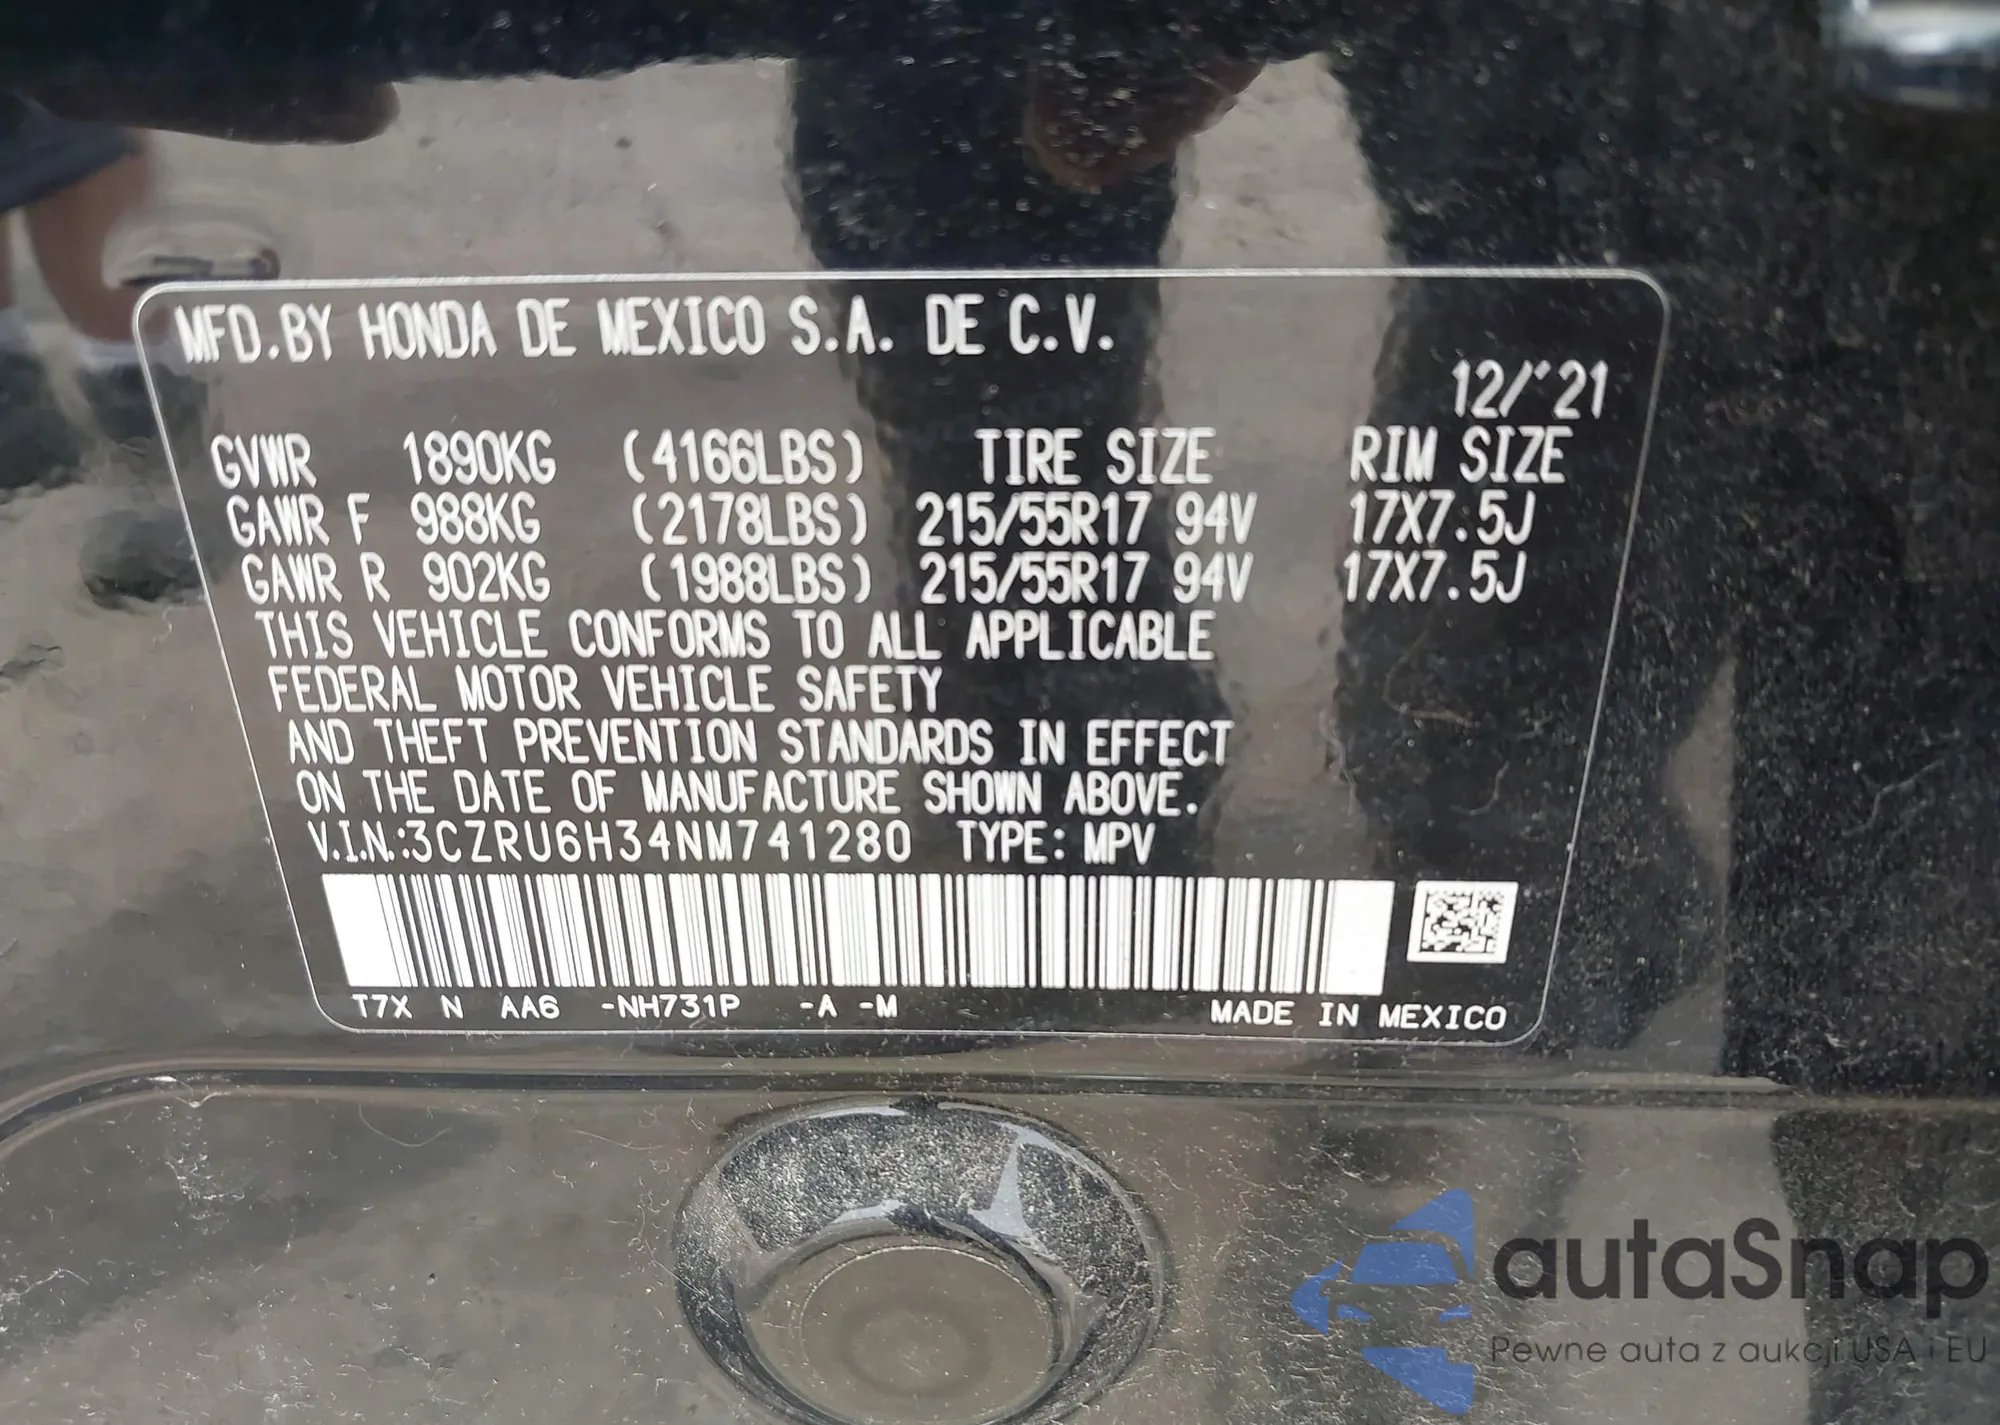 MFD.BY HONDA DE MEXICO S.A. DE C.V.
12/'21
GVWR 1890KG (4166LBS) TIRE SIZE RIM SIZE
GAWR F 988KG (2178LBS) 215/55R17 94V 17X7.5J
GAWR R 902KG (1988LBS) 215/55R17 94V 17X7.5J
THIS VEHICLE CONFORMS TO ALL APPLICABLE
FEDERAL MOTOR VEHICLE SAFETY
AND THEFT PREVENTION STANDARDS IN EFFECT
ON THE DATE OF MANUFACTURE SHOWN ABOVE.
V.I.N.:3CZRU6H34NM741280 TYPE: MPV
T7X N AA6 -NH731P -A -M MADE IN MEXICO
autaSnap
Pewne auta z aukcji USA i EU